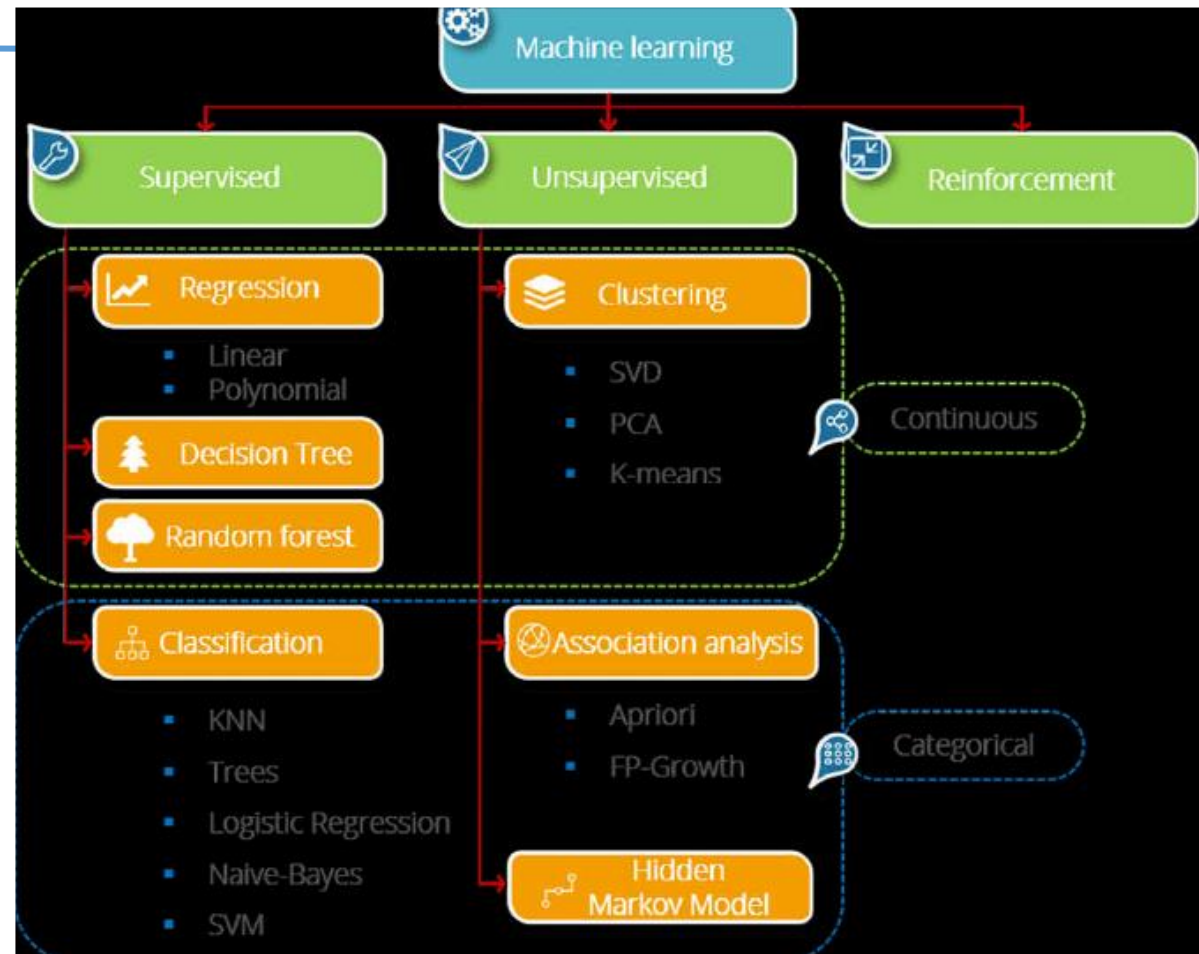 Machine learning
Supervised
Unsupervised
Reinforcement
Regression
Linear
Polynomial
Decision Tree
Random forest
Clustering
SVD
PCA
K-means
Continuous
Classification
KNN
Trees
Logistic Regression
Naive-Bayes
SVM
Association analysis
Apriori
FP-Growth
Hidden
Markov Model
Categorical